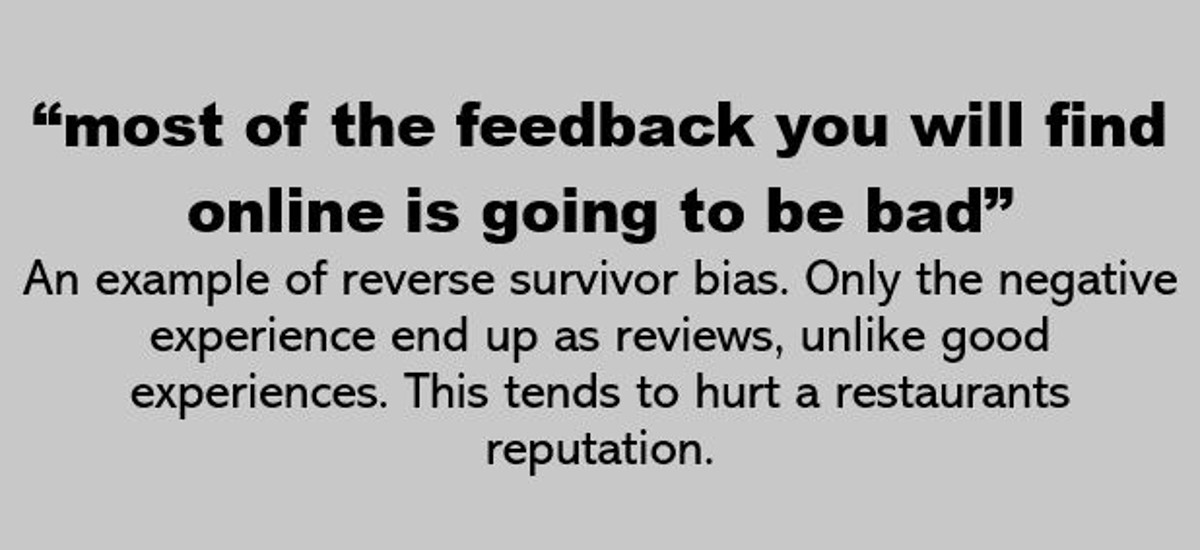 “most of the feedback you will find
online is going to be bad”
An example of reverse survivor bias. Only the negative
experience end up as reviews, unlike good
experiences. This tends to hurt a restaurants
reputation.